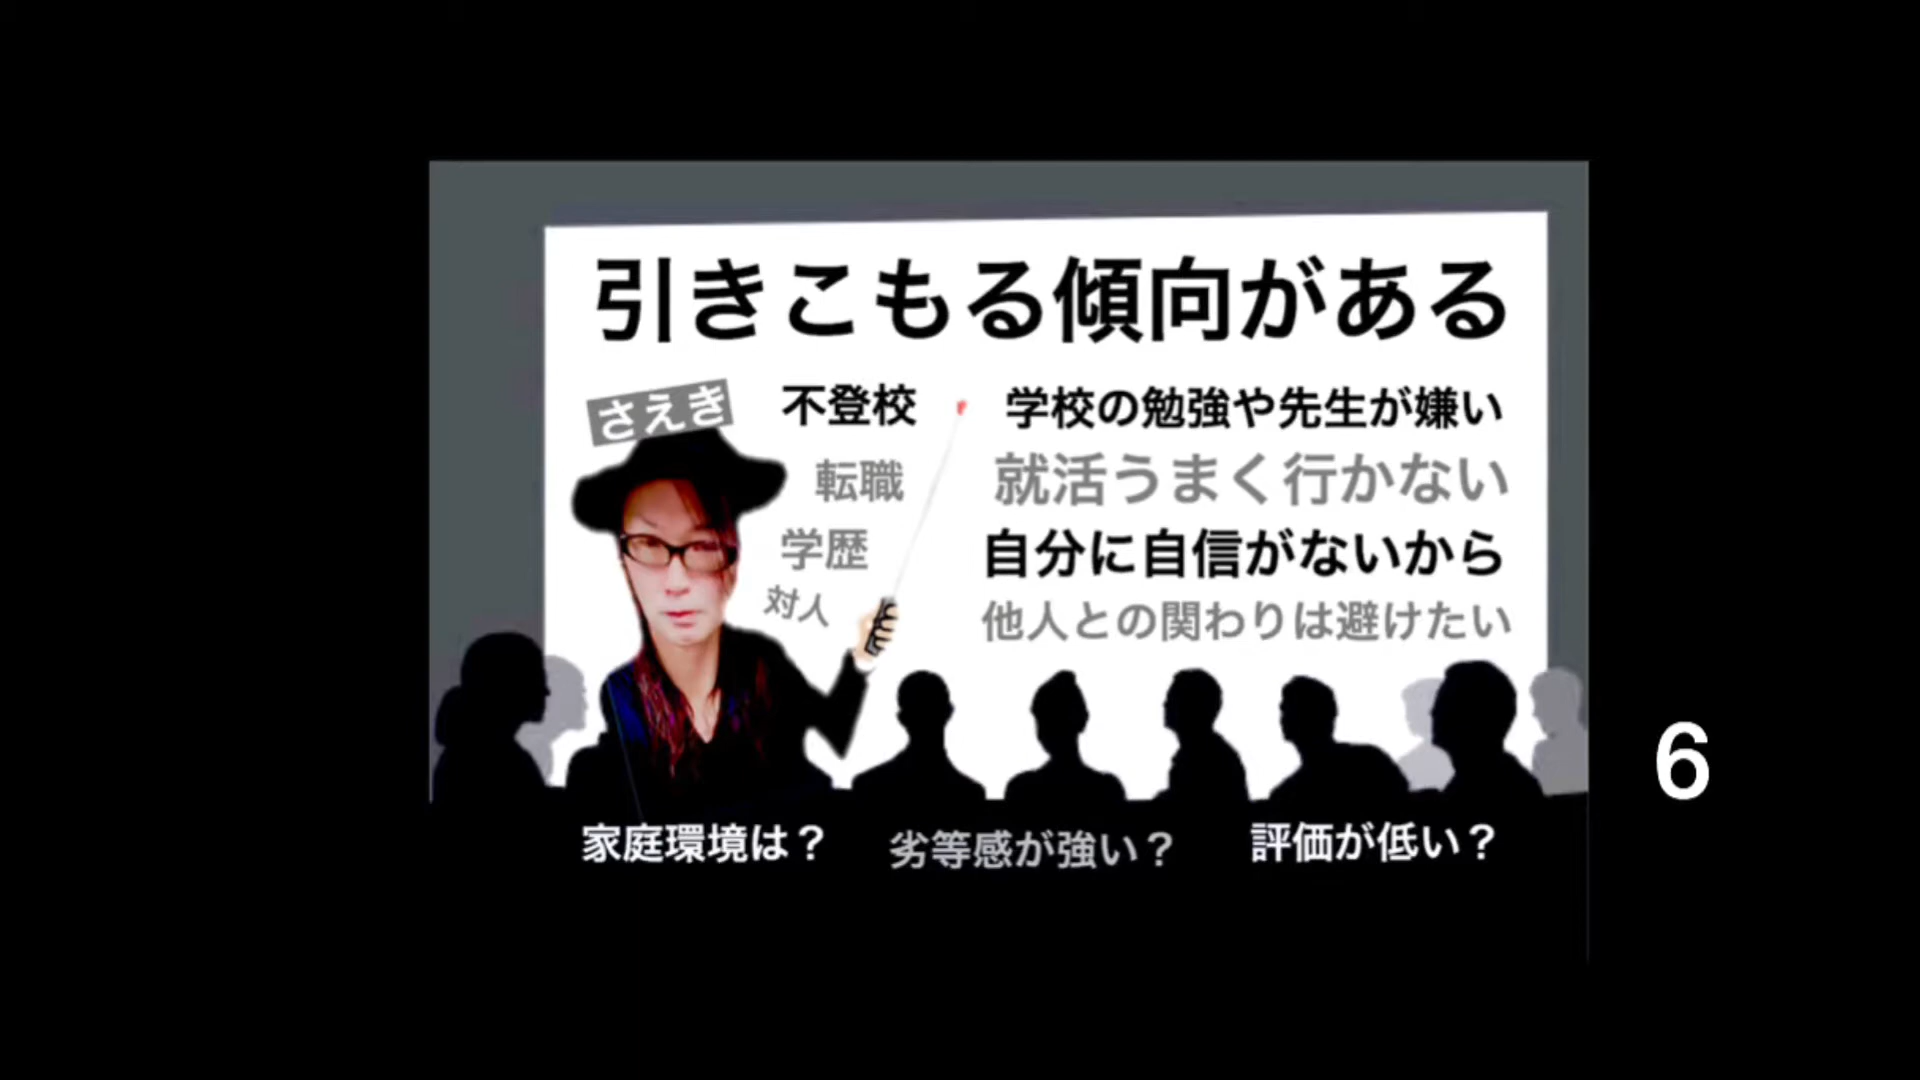 引きこもる傾向がある
さえき
不登校
学校の勉強や先生が嫌い
転職
就活うまく行かない
学歴
自分に自信がないから
対人
他人との関わりは避けたい
6
家庭環境は？
劣等感が強い？
評価が低い？